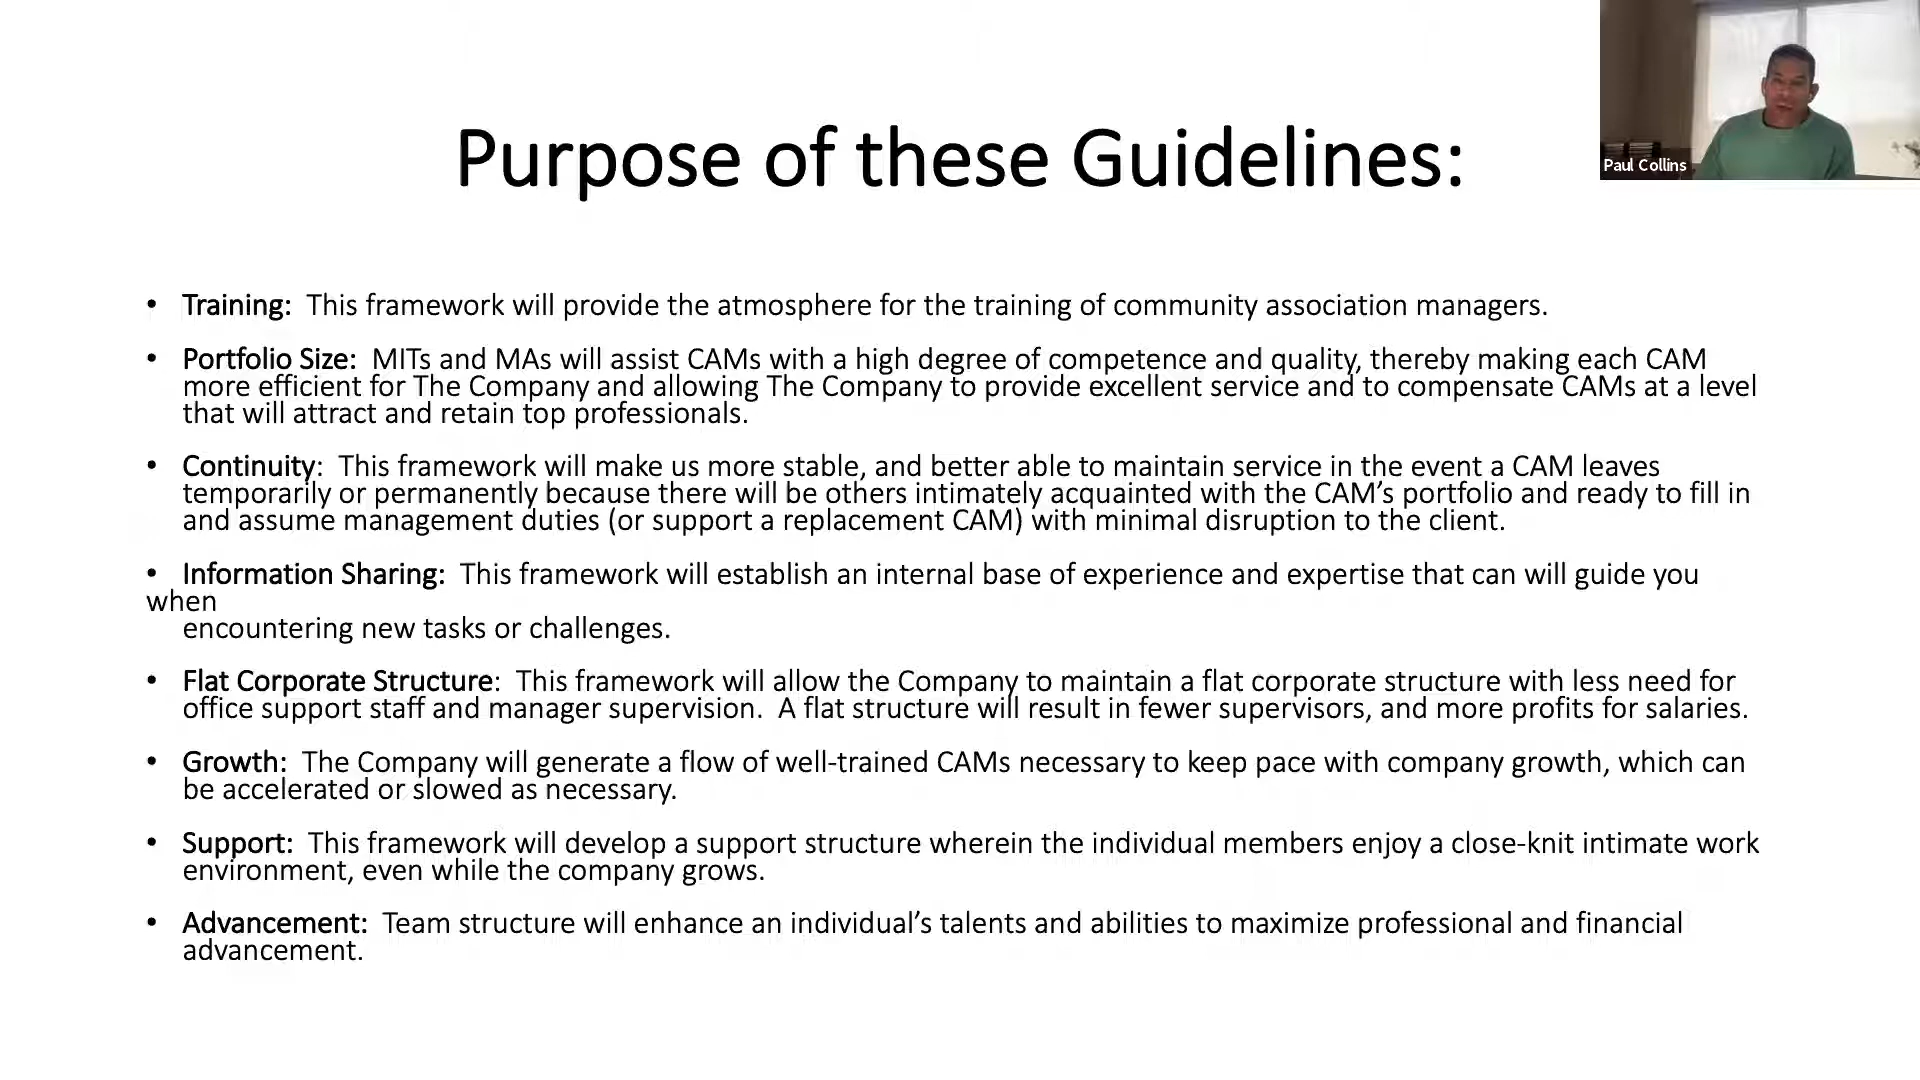 Purpose of these Guidelines:
Paul Collins
• Training:  This framework will provide the atmosphere for the training of community association managers.
• Portfolio Size:  MITs and MAs will assist CAMs with a high degree of competence and quality, thereby making each CAM
more efficient for The Company and allowing The Company to provide excellent service and to compensate CAMs at a level
that will attract and retain top professionals.
• Continuity:  This framework will make us more stable, and better able to maintain service in the event a CAM leaves
temporarily or permanently because there will be others intimately acquainted with the CAM’s portfolio and ready to fill in
and assume management duties (or support a replacement CAM) with minimal disruption to the client.
• Information Sharing:  This framework will establish an internal base of experience and expertise that can will guide you
when
encountering new tasks or challenges.
• Flat Corporate Structure:  This framework will allow the Company to maintain a flat corporate structure with less need for
office support staff and manager supervision.  A flat structure will result in fewer supervisors, and more profits for salaries.
• Growth:  The Company will generate a flow of well-trained CAMs necessary to keep pace with company growth, which can
be accelerated or slowed as necessary.
• Support:  This framework will develop a support structure wherein the individual members enjoy a close-knit intimate work
environment, even while the company grows.
• Advancement:  Team structure will enhance an individual’s talents and abilities to maximize professional and financial
advancement.